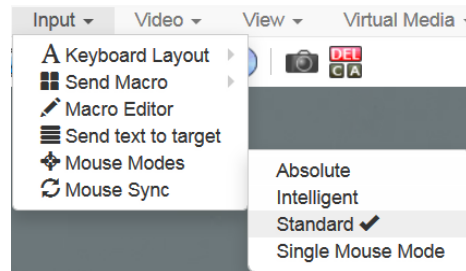 Input Video View Virtual Media
A Keyboard Layout
Send Macro
DEL
C A
Macro Editor
Send text to target
Mouse Modes
Mouse Sync
Absolute
Intelligent
Standard
Single Mouse Mode